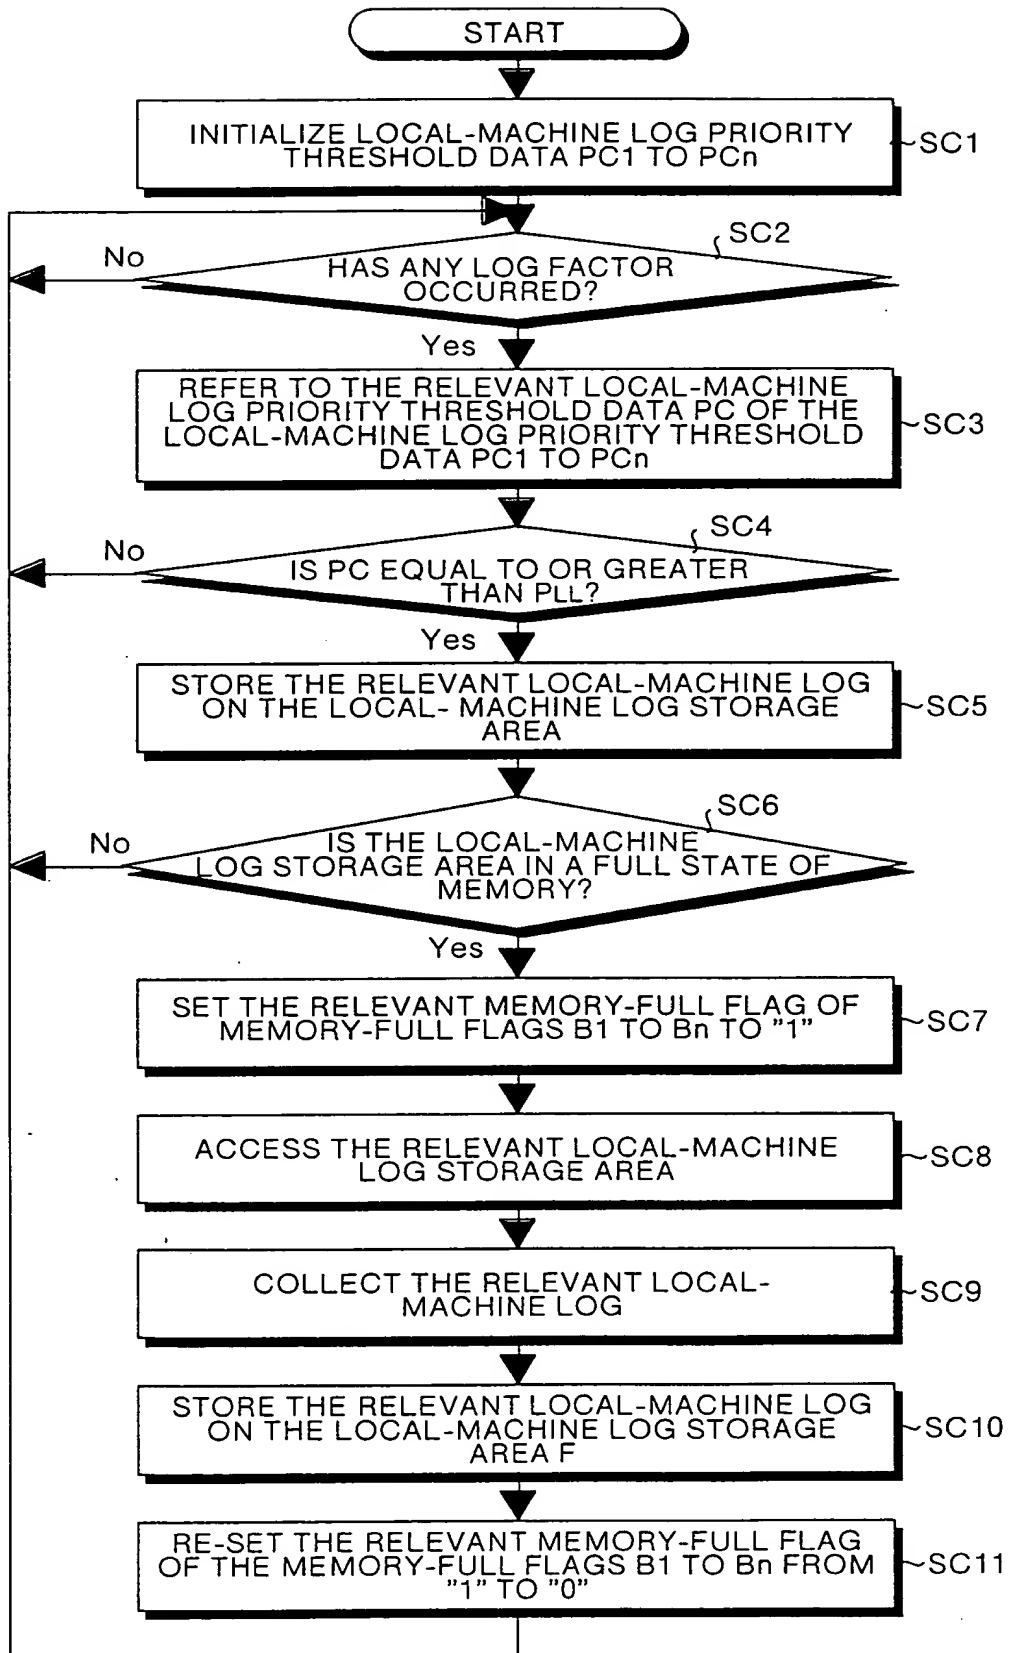 START
INITIALIZE LOCAL-MACHINE LOG PRIORITY
THRESHOLD DATA PC1 TO PCn
SC1
SC2
No
HAS ANY LOG FACTOR
OCCURRED?
Yes
REFER TO THE RELEVANT LOCAL-MACHINE
LOG PRIORITY THRESHOLD DATA PC OF THE
LOCAL-MACHINE LOG PRIORITY THRESHOLD
DATA PC1 TO PCn
SC3
SC4
No
IS PC EQUAL TO OR GREATER
THAN PLL?
Yes
STORE THE RELEVANT LOCAL-MACHINE LOG
ON THE LOCAL- MACHINE LOG STORAGE
AREA
SC5
SC6
No
IS THE LOCAL-MACHINE
LOG STORAGE AREA IN A FULL STATE OF
MEMORY?
Yes
SET THE RELEVANT MEMORY-FULL FLAG OF
MEMORY-FULL FLAGS B1 TO Bn TO "1"
SC7
ACCESS THE RELEVANT LOCAL-MACHINE
LOG STORAGE AREA
SC8
COLLECT THE RELEVANT LOCAL-
MACHINE LOG
SC9
STORE THE RELEVANT LOCAL-MACHINE LOG
ON THE LOCAL-MACHINE LOG STORAGE
AREA F
SC10
RE-SET THE RELEVANT MEMORY-FULL FLAG
OF THE MEMORY-FULL FLAGS B1 TO Bn FROM
"1" TO "0"
SC11